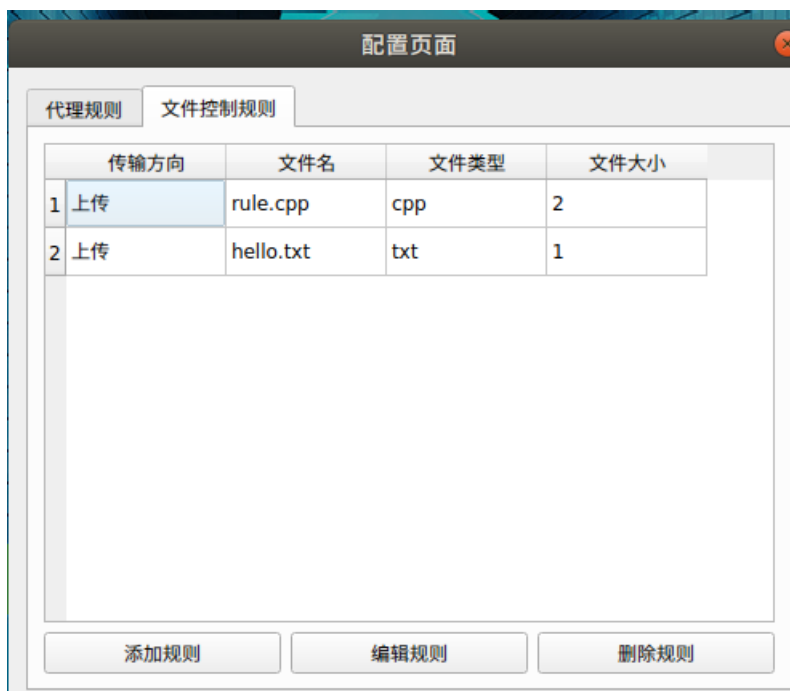 配置页面
代理规则 文件控制规则
传输方向 文件名 文件类型 文件大小
1 上传 rule.cpp cpp 2
2 上传 hello.txt txt 1
添加规则 编辑规则 删除规则